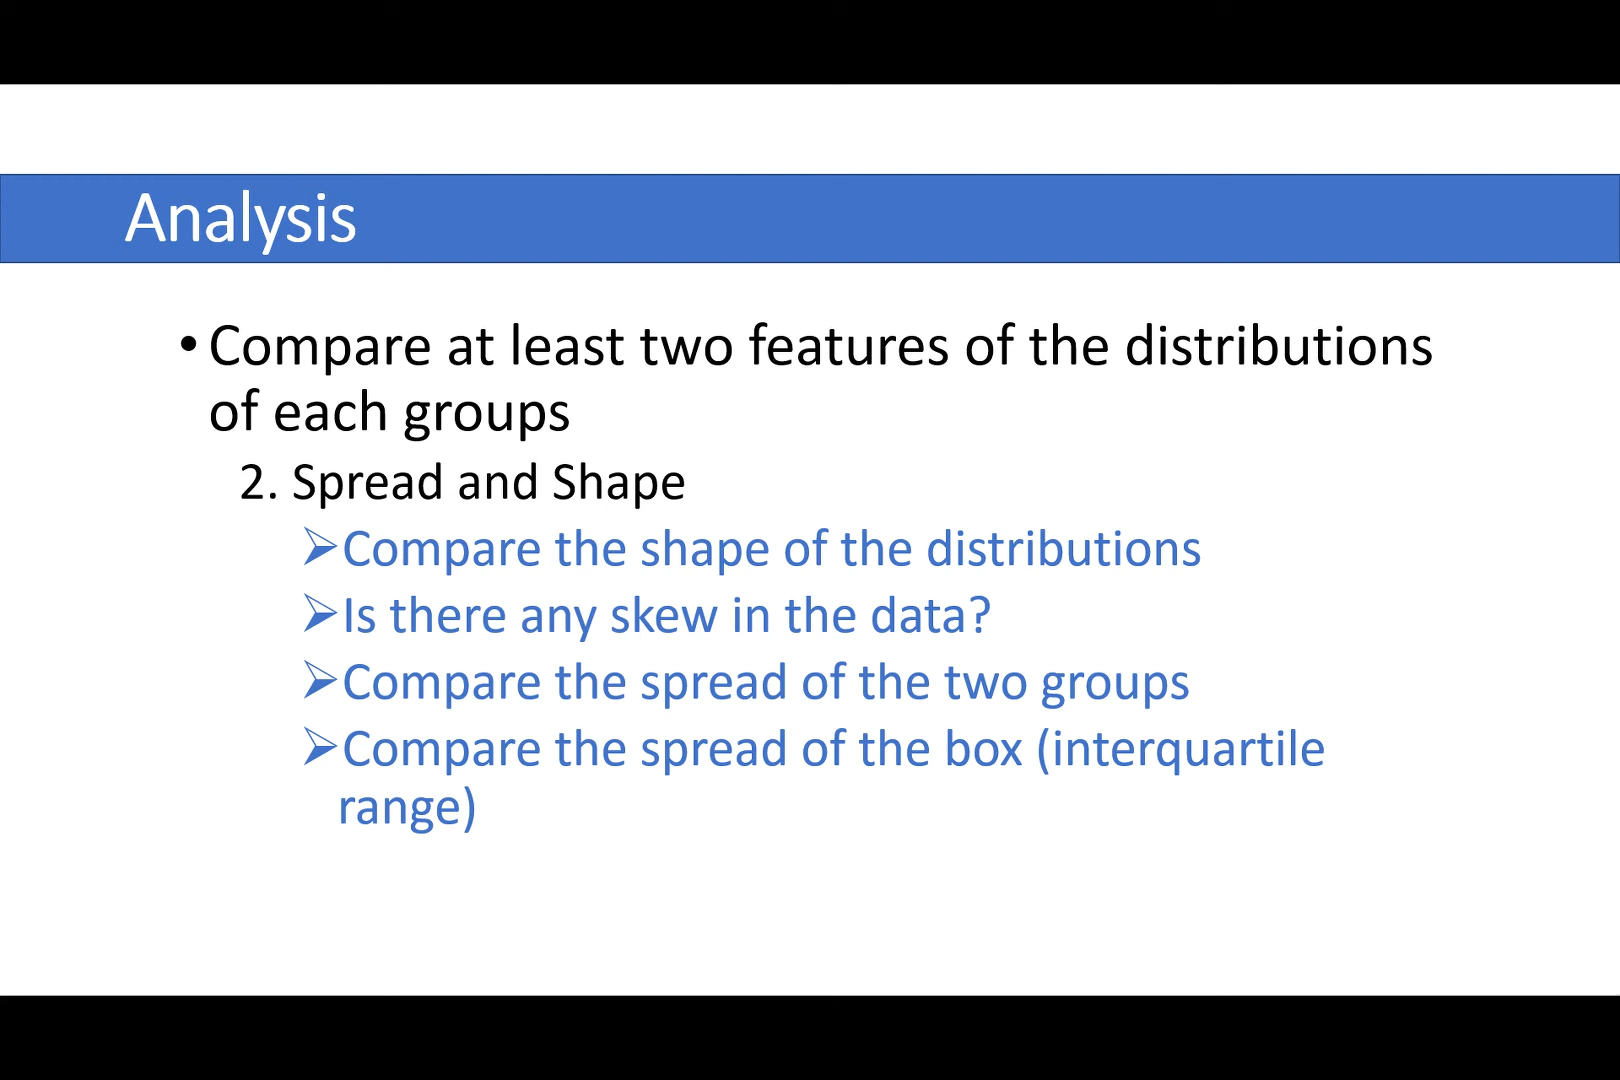 Analysis
• Compare at least two features of the distributions
of each groups
2. Spread and Shape
➢Compare the shape of the distributions
➢Is there any skew in the data?
➢Compare the spread of the two groups
➢Compare the spread of the box (interquartile
range)